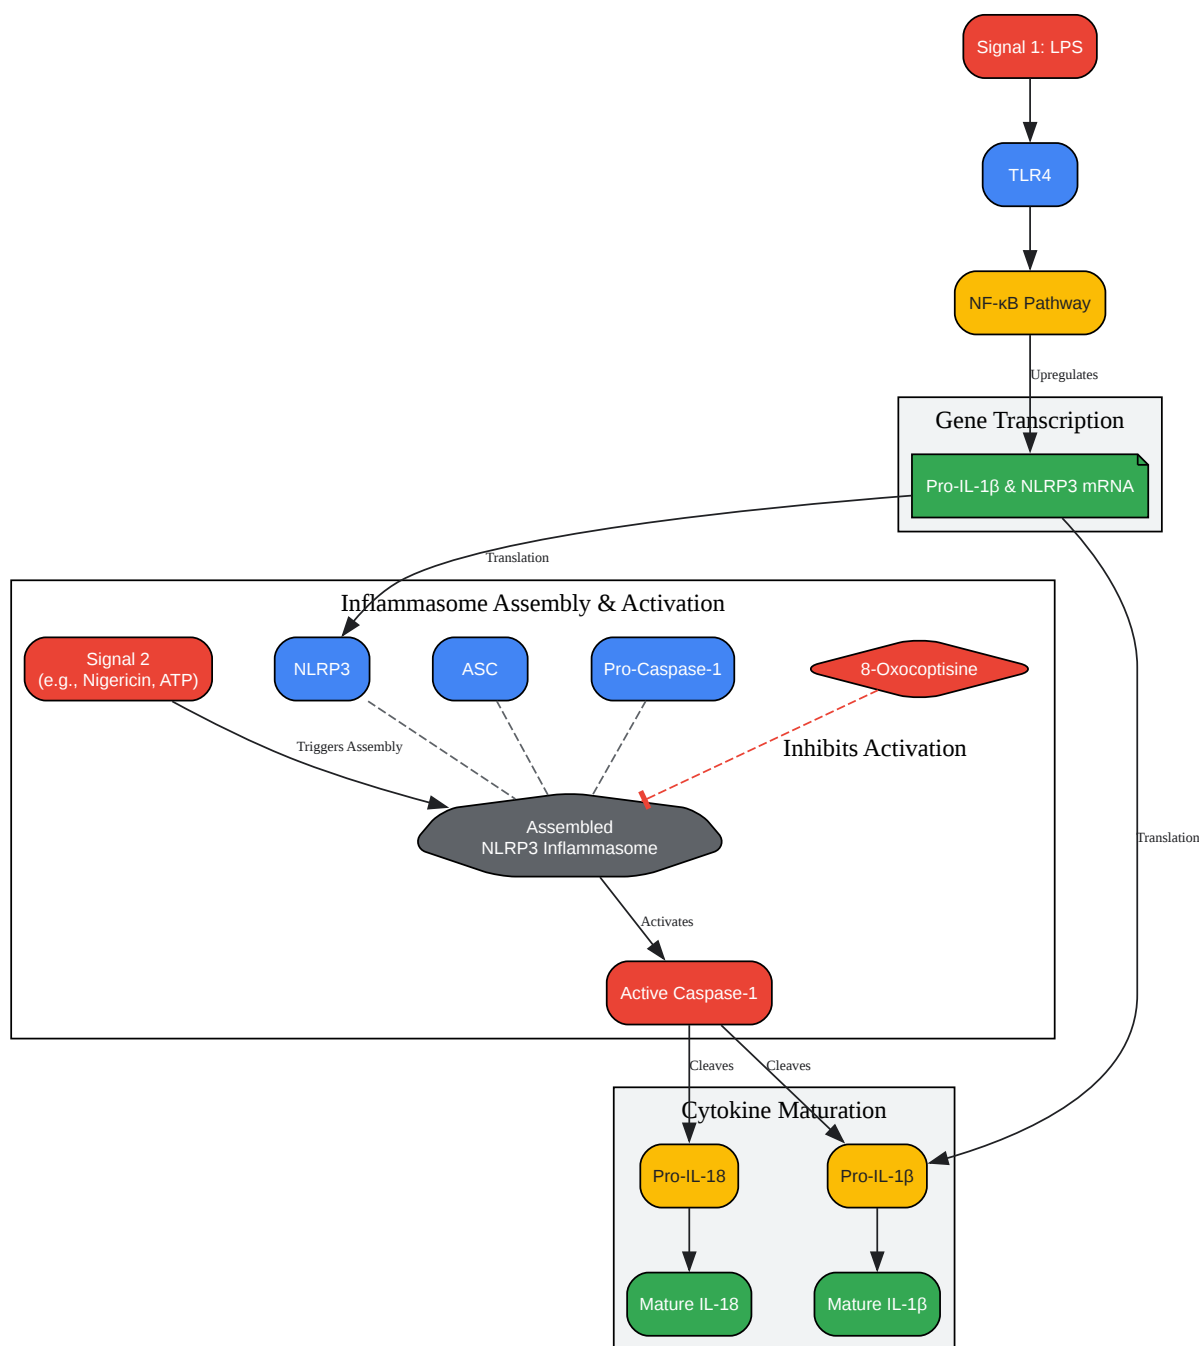 Signal 1: LPS
TLR4
NF-κB Pathway
Upregulates
Gene Transcription
Pro-IL-1β & NLRP3 mRNA
Translation
Inflammasome Assembly & Activation
Signal 2
(e.g., Nigericin, ATP)
NLRP3
ASC
Pro-Caspase-1
8-Oxocoptisine
Triggers Assembly
Inhibits Activation
Assembled
NLRP3 Inflammasome
Translation
Activates
Active Caspase-1
Cleaves
Cleaves
Cytokine Maturation
Pro-IL-18
Pro-IL-1β
Mature IL-18
Mature IL-1β